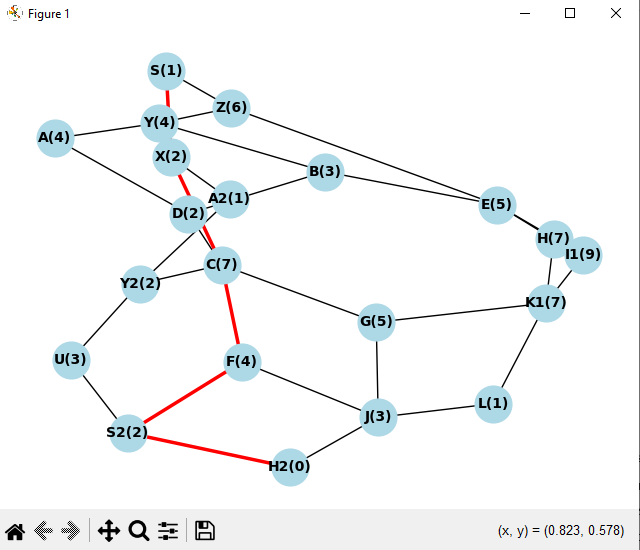 Figure 1
S(1)
Z(6)
Y(4)
A(4)
X(2)
B(3)
A2(1)
E(5)
D(2)
H(7)
I1(9)
C(7)
Y2(2)
K1(7)
G(5)
U(3)
F(4)
L(1)
J(3)
S2(2)
H2(0)
(x, y) = (0.823, 0.578)